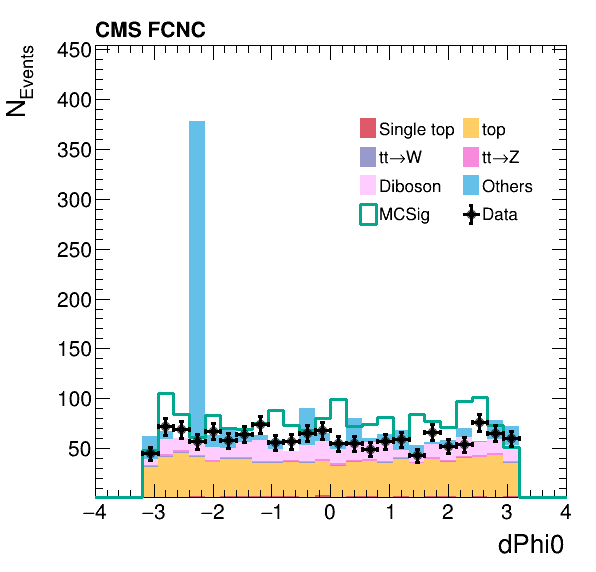 CMS FCNC
N_Events
450
400
350
300
250
200
150
100
50
Single top
top
tt→W
tt→Z
Diboson
Others
MCSig
Data
−4 −3 −2 −1 0 1 2 3 4
dPhi0